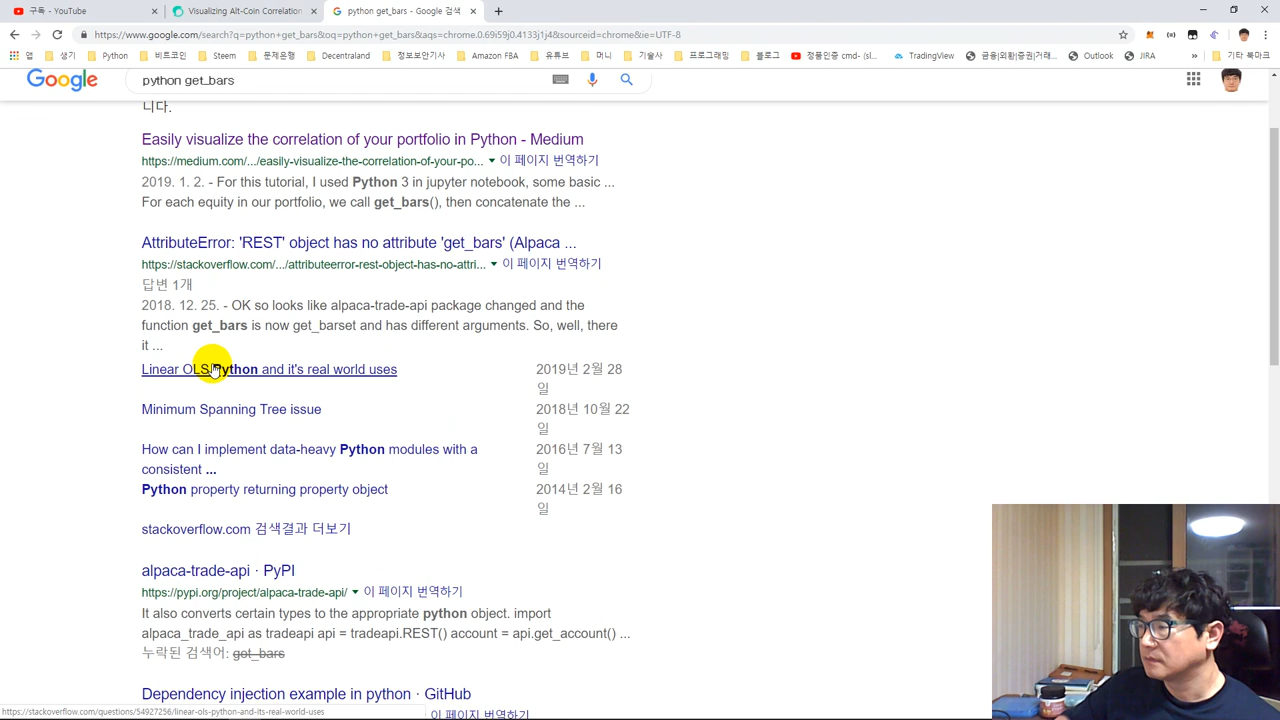 구독 - YouTube
Visualizing Alt-Coin Correlation
python get_bars - Google 검색
https://www.google.com/search?q=python+get_bars&oq=python+get_bars&aqs=chrome.0.69i59j0.4133j1j4&sourceid=chrome&ie=UTF-8
앱
생기
Python
비트코인
Steem
문제은행
Decentraland
정보보안기사
Amazon FBA
유튜브
머니
기술사
프로그래밍
블로그
정품인증 cmd- (sl...
TradingView
금융|외환|증권|거래...
Outlook
JIRA
»
기타 북마크
Google
python get_bars
니다.
Easily visualize the correlation of your portfolio in Python - Medium
https://medium.com/.../easily-visualize-the-correlation-of-your-po... ▼ 이 페이지 번역하기
2019. 1. 2. - For this tutorial, I used Python 3 in jupyter notebook, some basic ...
For each equity in our portfolio, we call get_bars(), then concatenate the ...
AttributeError: 'REST' object has no attribute 'get_bars' (Alpaca ...
https://stackoverflow.com/.../attributeerror-rest-object-has-no-attri... ▼ 이 페이지 번역하기
답변 1개
2018. 12. 25. - OK so looks like alpaca-trade-api package changed and the
function get_bars is now get_barset and has different arguments. So, well, there
it ...
Linear OLS Python and it's real world uses
2019년 2월 28
일
Minimum Spanning Tree issue
2018년 10월 22
일
How can I implement data-heavy Python modules with a
consistent ...
2016년 7월 13
일
Python property returning property object
2014년 2월 16
일
stackoverflow.com 검색결과 더보기
alpaca-trade-api · PyPI
https://pypi.org/project/alpaca-trade-api/ ▼ 이 페이지 번역하기
It also converts certain types to the appropriate python object. import
alpaca_trade_api as tradeapi api = tradeapi.REST() account = api.get_account() ...
누락된 검색어: get_bars
Dependency injection example in python · GitHub
이 페이지 번역하기
https://stackoverflow.com/questions/54927256/linear-ols-python-and-its-real-world-uses